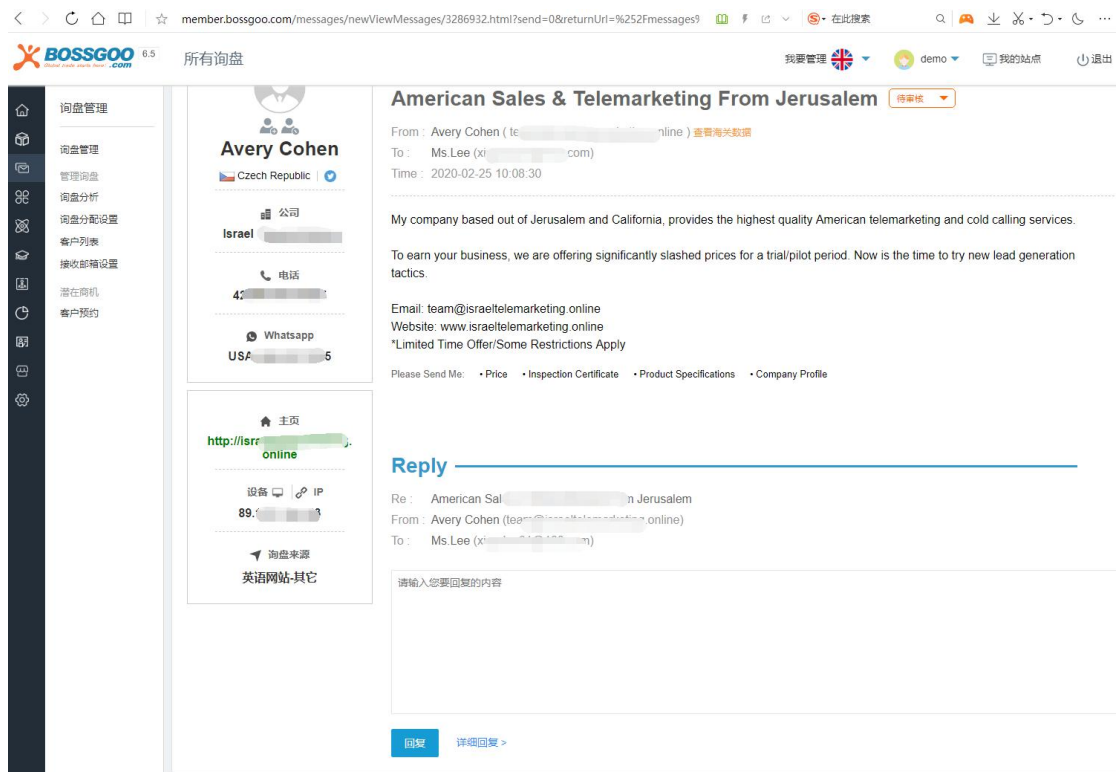 member.bossgoo.com/messages/newViewMessages/3286932.html?send=0&returnUrl=%252Fmessages
在此搜索
BOSSGOO 6.5
.com
所有询盘
我要管理
demo
我的站点
退出
询盘管理
询盘管理
管理询盘
询盘分析
询盘分配设置
客户列表
接收邮箱设置
潜在商机
客户预约
Avery Cohen
Czech Republic
公司
Israel
电话
42
Whatsapp
USA 5
主页
http://isra .
online
设备 IP
89.
询盘来源
英语网站-其它
American Sales & Telemarketing From Jerusalem 待审核
From : Avery Cohen ( te nline ) 查看海关数据
To : Ms.Lee (xi com)
Time : 2020-02-25 10:08:30
My company based out of Jerusalem and California, provides the highest quality American telemarketing and cold calling services.
To earn your business, we are offering significantly slashed prices for a trial/pilot period. Now is the time to try new lead generation
tactics.
Email: team@israeltelemarketing.online
Website: www.israeltelemarketing.online
*Limited Time Offer/Some Restrictions Apply
Please Send Me: • Price • Inspection Certificate • Product Specifications • Company Profile
Reply
Re : American Sal n Jerusalem
From : Avery Cohen (team .online)
To : Ms.Lee (xi m)
请输入您要回复的内容
回复
详细回复 >